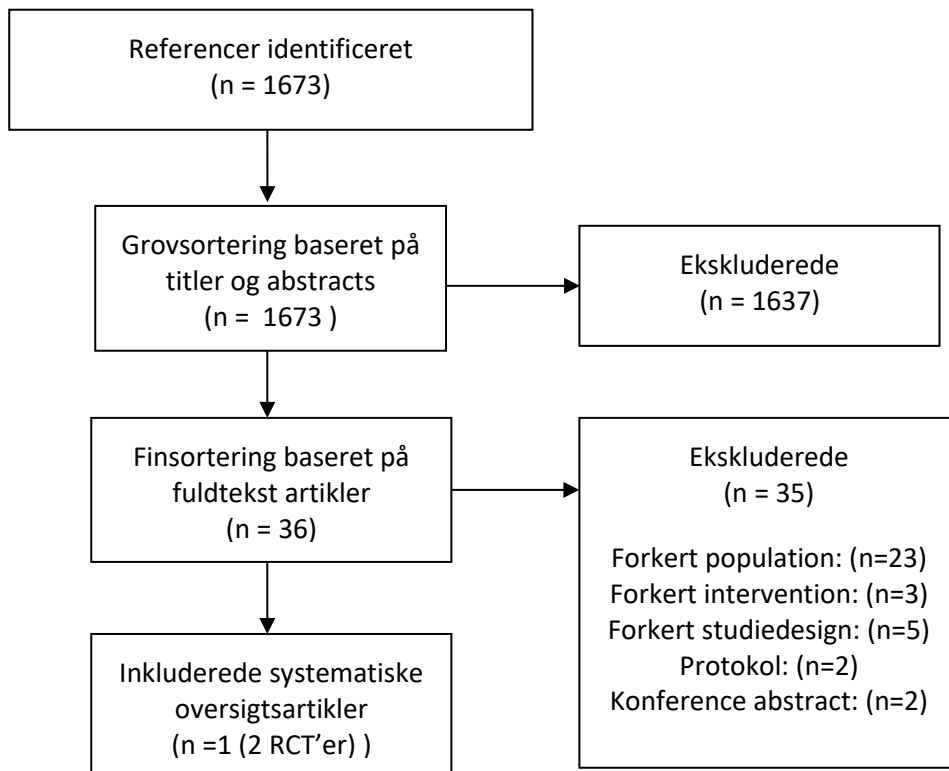 Referencer identificeret
(n = 1673)
Grovsortering baseret på
titler og abstracts
(n =  1673 )
Ekskluderede
(n = 1637)
Finsortering baseret på
fuldtekst artikler
(n = 36)
Ekskluderede
(n = 35)
Forkert population: (n=23)
Forkert intervention: (n=3)
Forkert studiedesign: (n=5)
Protokol: (n=2)
Konference abstract: (n=2)
Inkluderede systematiske
oversigtsartikler
(n =1 (2 RCT’er) )